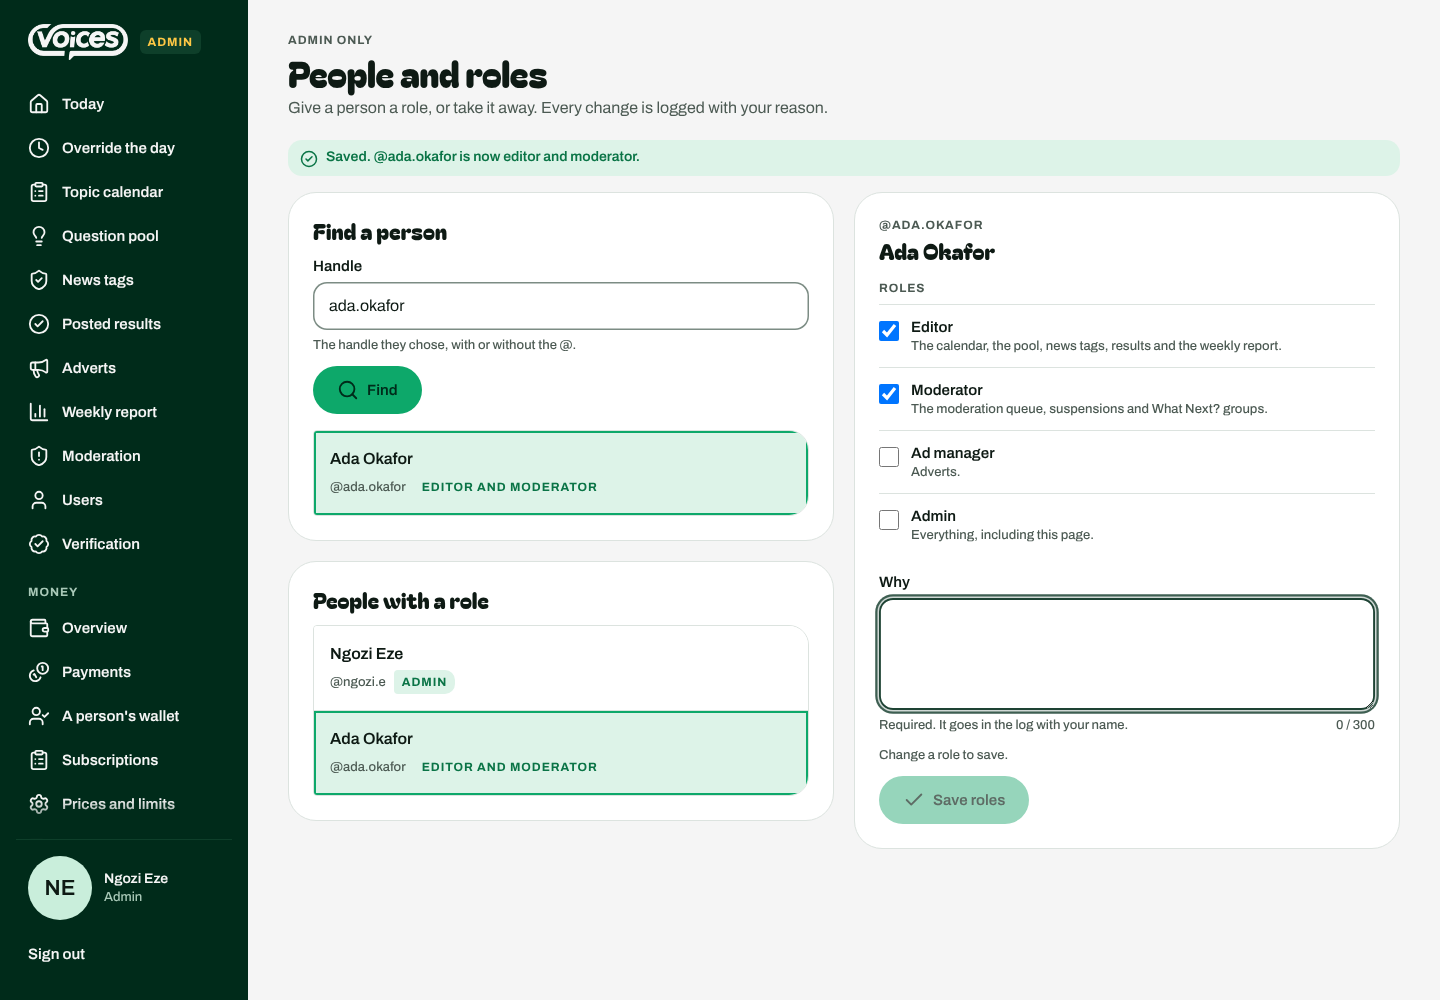 Voices
ADMIN
Today
Override the day
Topic calendar
Question pool
News tags
Posted results
Adverts
Weekly report
Moderation
Users
Verification
MONEY
Overview
Payments
A person's wallet
Subscriptions
Prices and limits
NE
Ngozi Eze
Admin
Sign out
ADMIN ONLY
People and roles
Give a person a role, or take it away. Every change is logged with your reason.
Saved. @ada.okafor is now editor and moderator.
Find a person
Handle
ada.okafor
The handle they chose, with or without the @.
Find
Ada Okafor
@ada.okafor EDITOR AND MODERATOR
People with a role
Ngozi Eze
@ngozi.e ADMIN
Ada Okafor
@ada.okafor EDITOR AND MODERATOR
@ADA.OKAFOR
Ada Okafor
ROLES
Editor
The calendar, the pool, news tags, results and the weekly report.
Moderator
The moderation queue, suspensions and What Next? groups.
Ad manager
Adverts.
Admin
Everything, including this page.
Why
Required. It goes in the log with your name. 0 / 300
Change a role to save.
Save roles